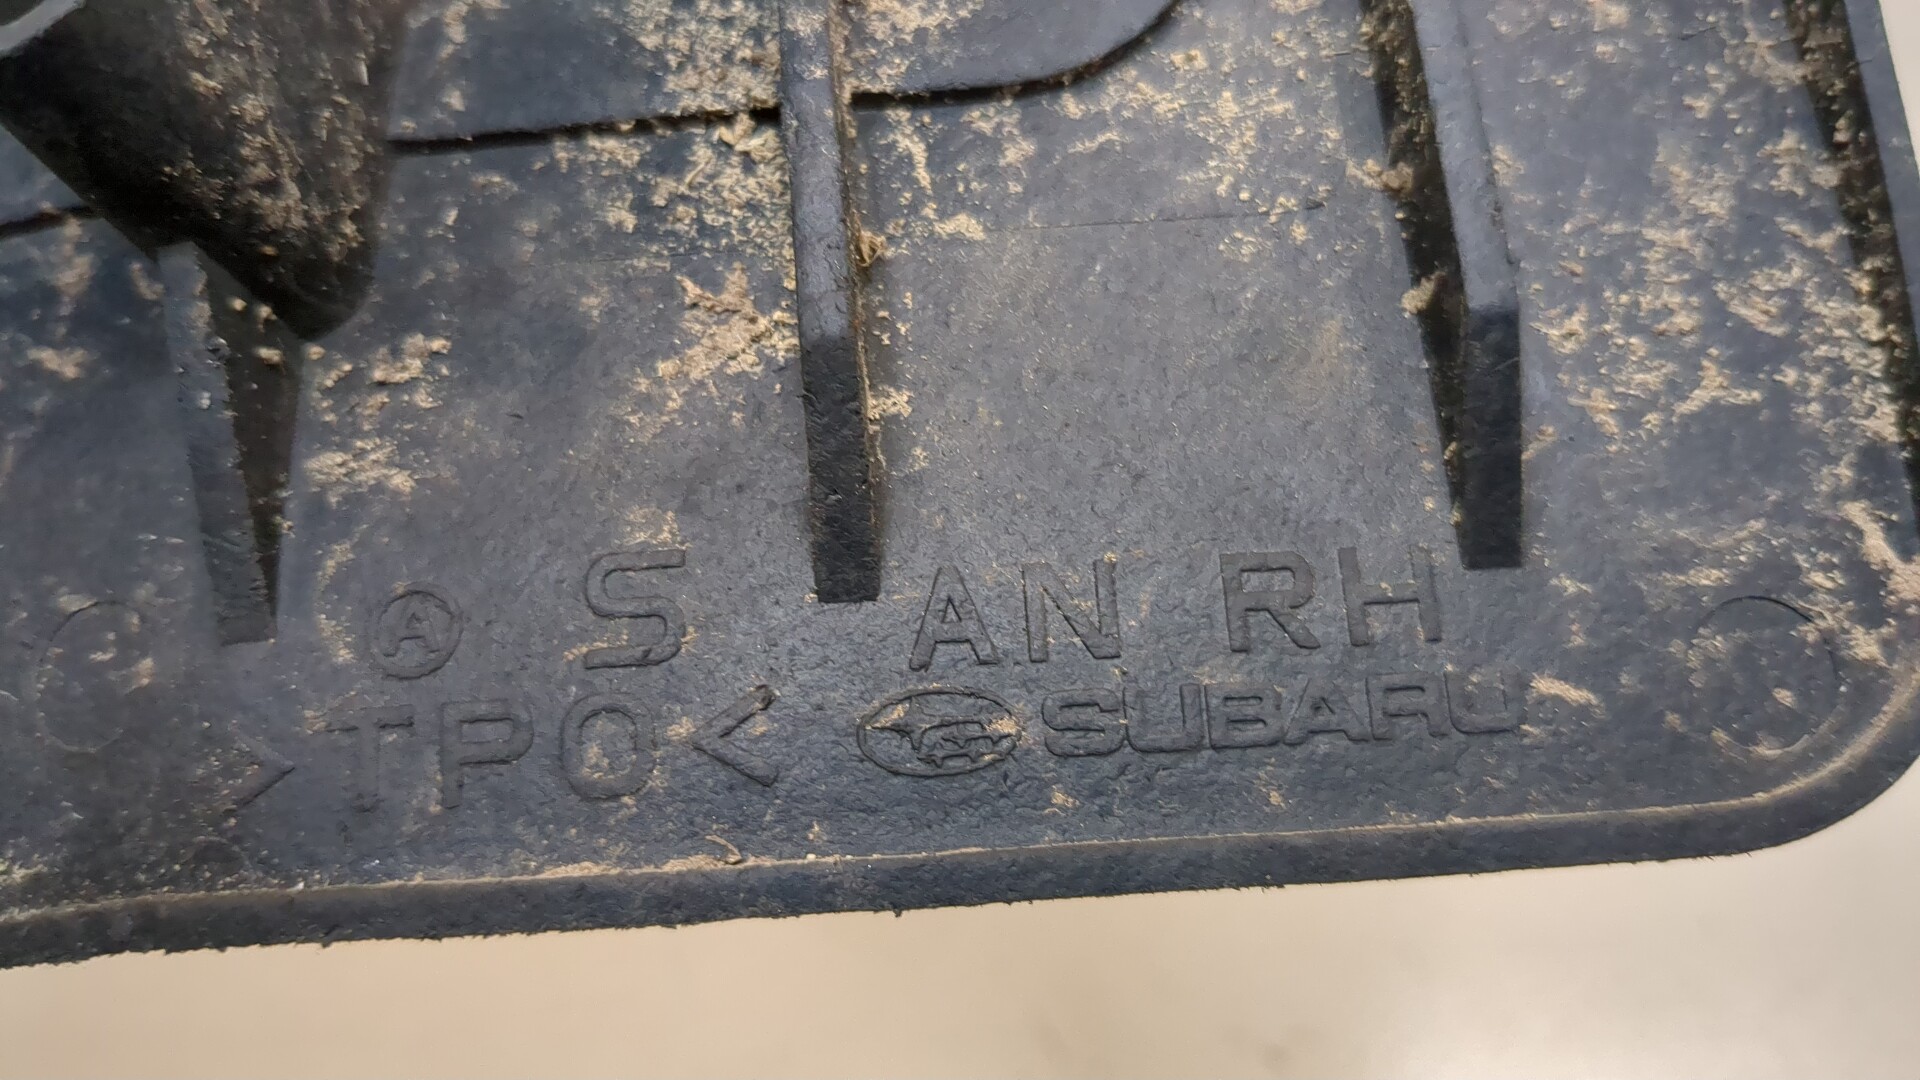 Ⓐ S AN RH
>TPO< SUBARU